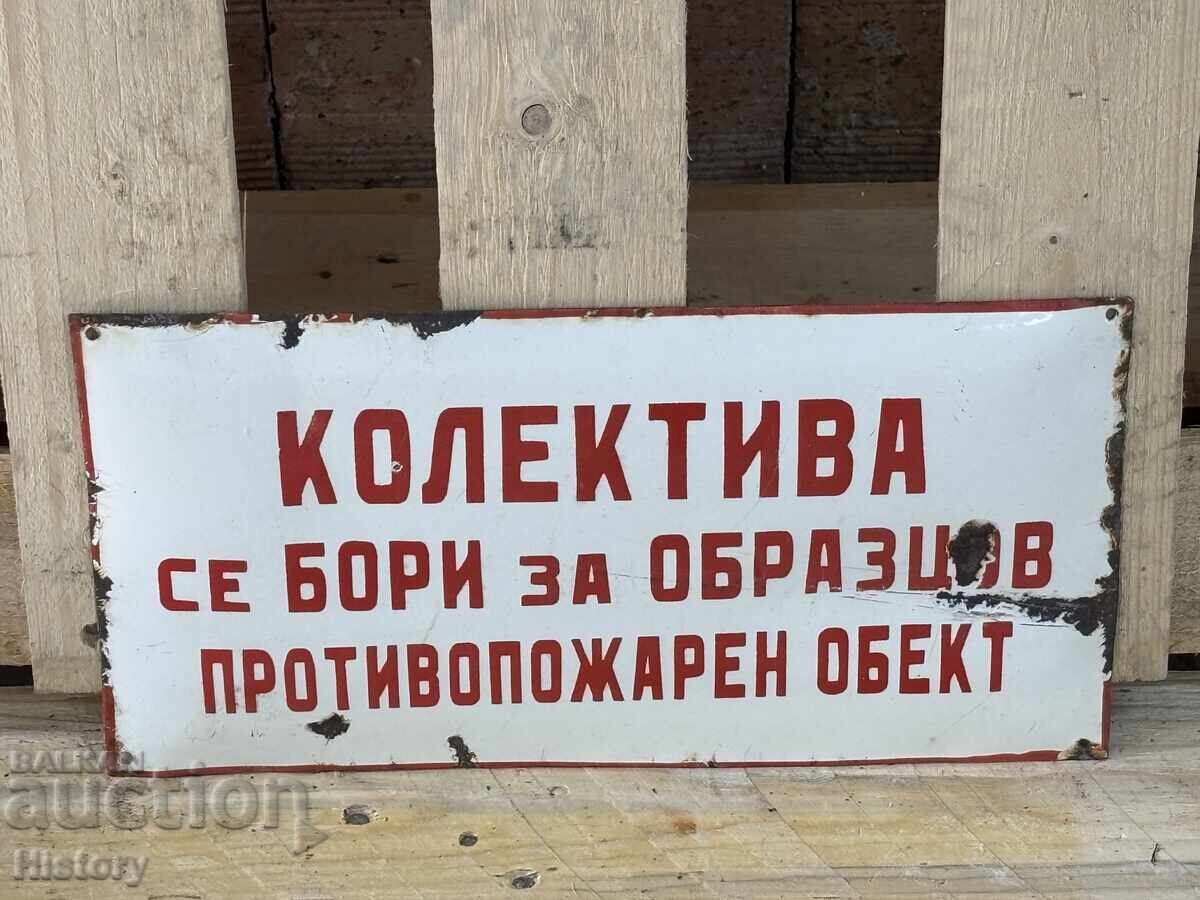 КОЛЕКТИВА
СЕ БОРИ ЗА ОБРАЗЦОВ
ПРОТИВОПОЖАРЕН ОБЕКТ
BALKAN
auction
History